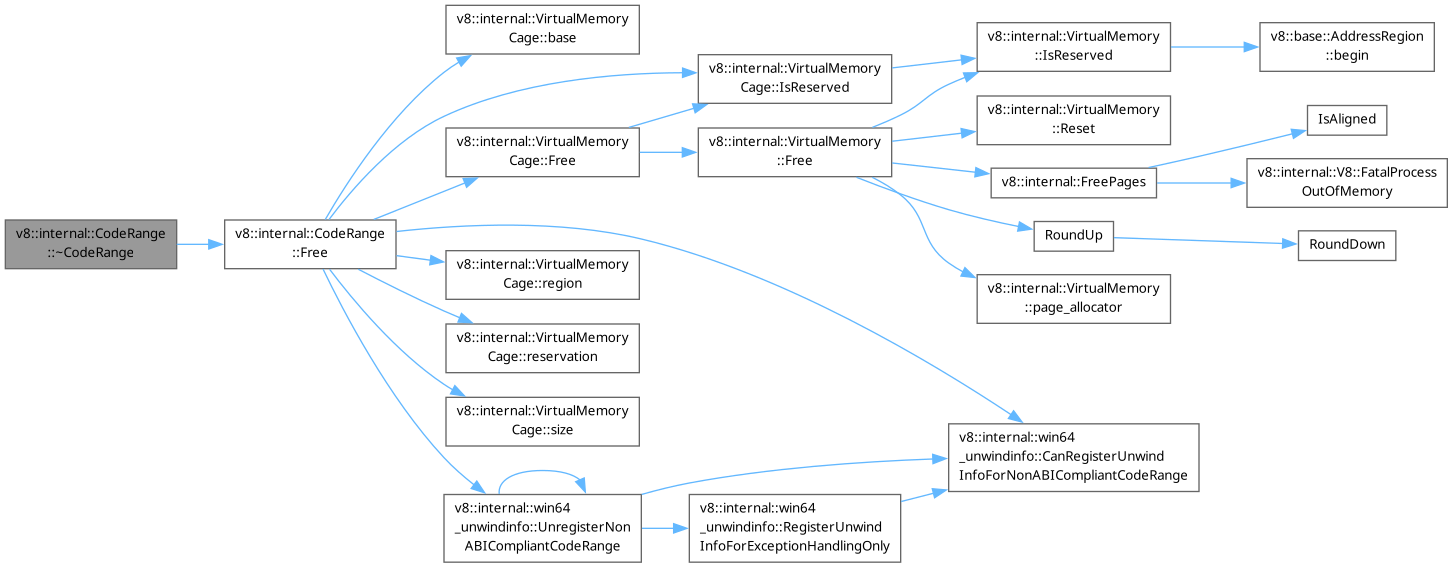 v8::internal::CodeRange
::~CodeRange
v8::internal::CodeRange
::Free
v8::internal::VirtualMemory
Cage::base
v8::internal::VirtualMemory
Cage::IsReserved
v8::internal::VirtualMemory
::IsReserved
v8::base::AddressRegion
::begin
v8::internal::VirtualMemory
Cage::Free
v8::internal::VirtualMemory
::Free
v8::internal::VirtualMemory
::Reset
v8::internal::FreePages
IsAligned
v8::internal::V8::FatalProcess
OutOfMemory
RoundUp
RoundDown
v8::internal::VirtualMemory
::page_allocator
v8::internal::VirtualMemory
Cage::region
v8::internal::VirtualMemory
Cage::reservation
v8::internal::VirtualMemory
Cage::size
v8::internal::win64
_unwindinfo::UnregisterNon
ABICompliantCodeRange
v8::internal::win64
_unwindinfo::RegisterUnwind
InfoForExceptionHandlingOnly
v8::internal::win64
_unwindinfo::CanRegisterUnwind
InfoForNonABICompliantCodeRange